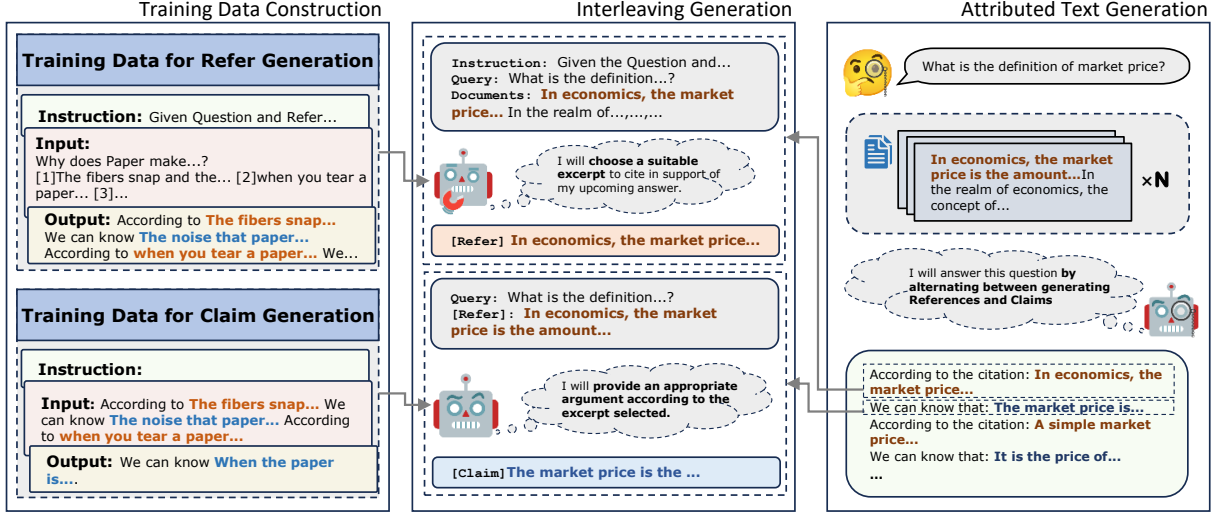 Training Data Construction
Training Data for Refer Generation
Instruction: Given Question and Refer...
Input:
Why does Paper make...?
[1]The fibers snap and the... [2]when you tear a
paper... [3]...
Output: According to The fibers snap...
We can know The noise that paper...
According to when you tear a paper... We...
Training Data for Claim Generation
Instruction:
Input: According to The fibers snap... We
can know The noise that paper... According
to when you tear a paper...
Output: We can know When the paper
is....
Interleaving Generation
Instruction: Given the Question and...
Query: What is the definition...?
Documents: In economics, the market
price... In the realm of...,...,...
I will choose a suitable
excerpt to cite in support of
my upcoming answer.
[Refer] In economics, the market price...
Query: What is the definition...?
[Refer]: In economics, the market
price is the amount...
I will provide an appropriate
argument according to the
excerpt selected.
[Claim]The market price is the ...
Attributed Text Generation
What is the definition of market price?
In economics, the market
price is the amount...In
the realm of economics, the
concept of...
×N
I will answer this question by
alternating between generating
References and Claims
According to the citation: In economics, the
market price...
We can know that: The market price is...
According to the citation: A simple market
price...
We can know that: It is the price of...
...